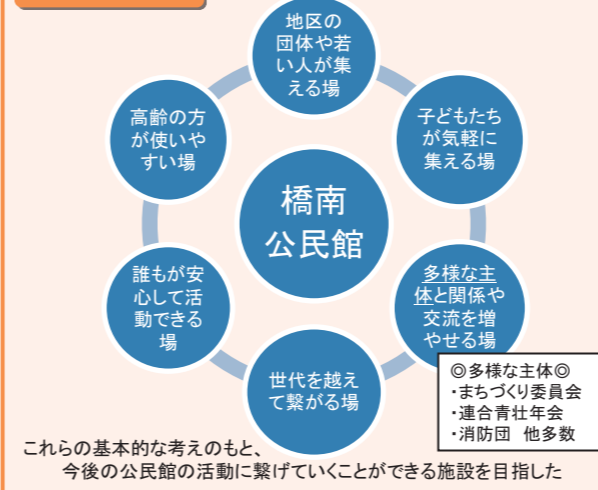 地区の
団体や若
い人が集
える場
子どもたち
が気軽に
集える場
多様な主
体と関係や
交流を増
やせる場
世代を越え
て繋がる場
誰もが安
心して活
動できる
場
高齢の方
が使いや
すい場
橋南
公民館
◎多様な主体◎
・まちづくり委員会
・連合青壮年会
・消防団 他多数
これらの基本的な考えのもと、
今後の公民館の活動に繋げていくことができる施設を目指した